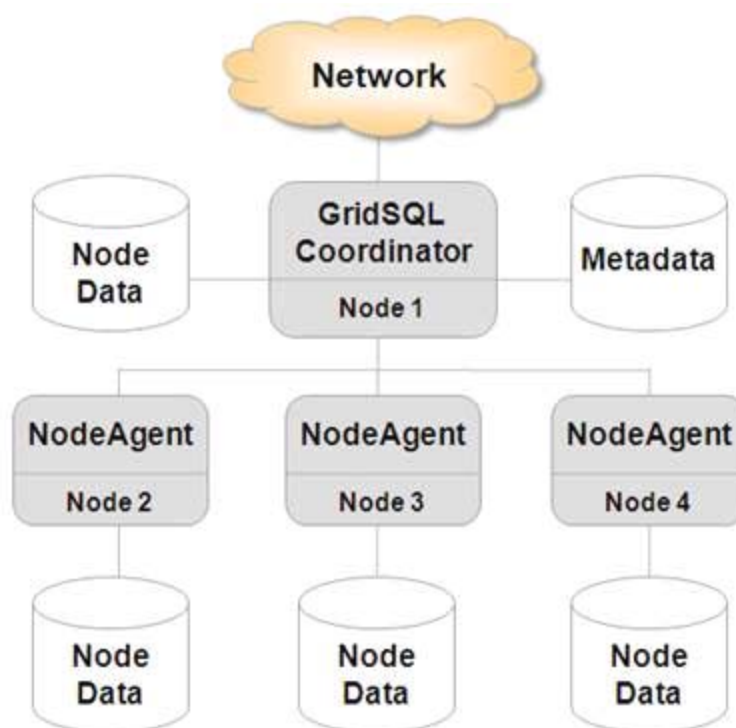 Network
GridSQL
Coordinator
Node 1
Node
Data
Metadata
NodeAgent
Node 2
NodeAgent
Node 3
NodeAgent
Node 4
Node
Data
Node
Data
Node
Data